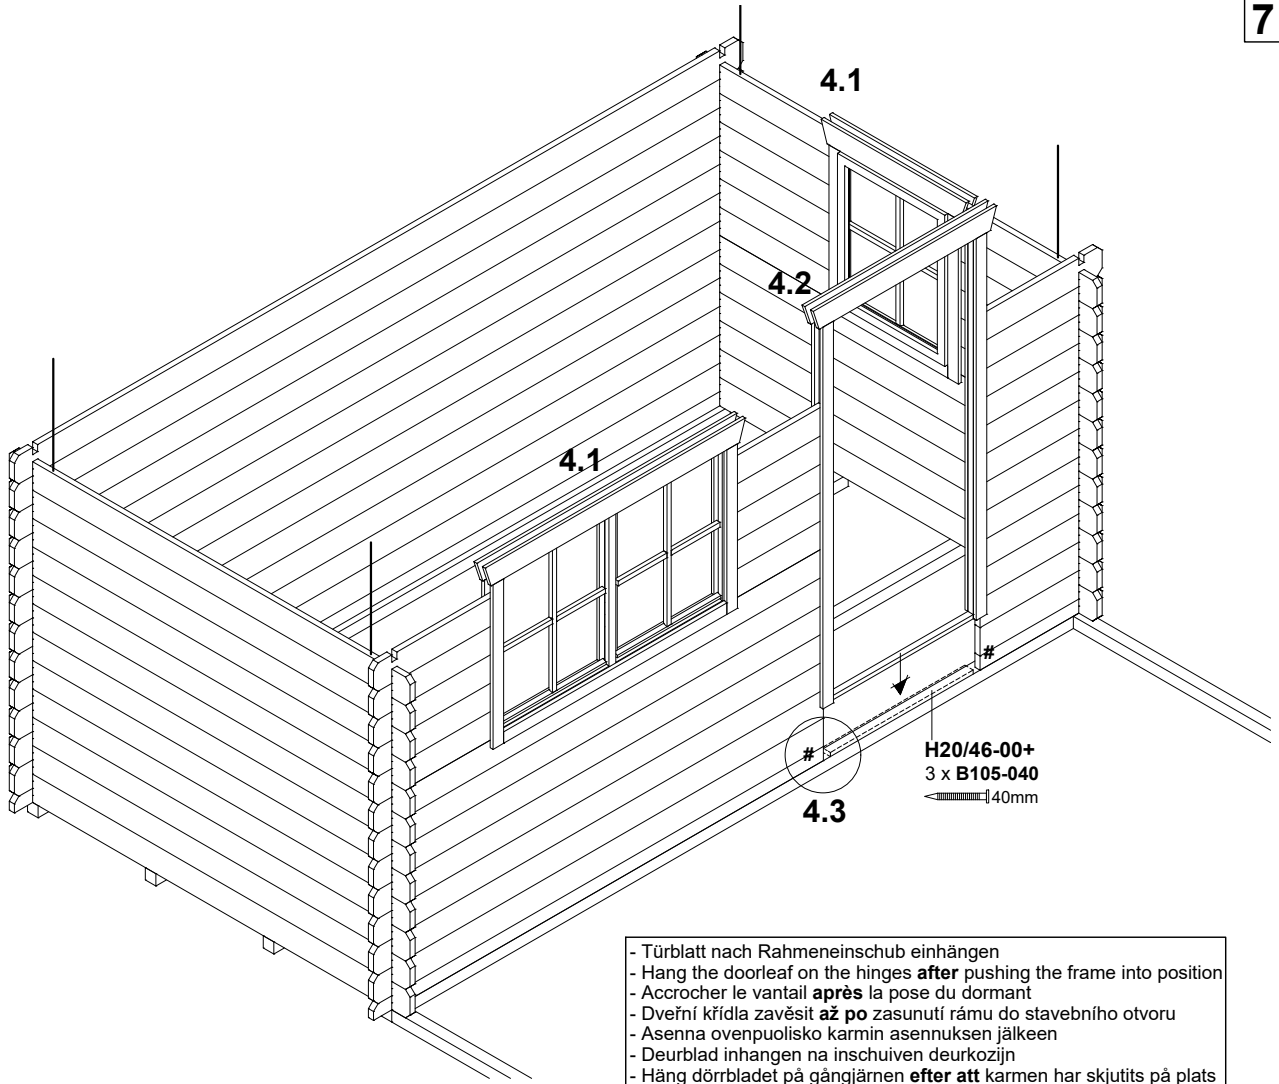 7
4.1
4.2
4.1
#
#
H20/46-00+
3 x B105-040
40mm
4.3
- Türblatt nach Rahmeneinschub einhängen
- Hang the doorleaf on the hinges after pushing the frame into position
- Accrocher le vantail après la pose du dormant
- Dveřní křídla zavěsit až po zasunutí rámu do stavebního otvoru
- Asenna ovenpuolisko karmin asennuksen jälkeen
- Deurblad inhangen na inschuiven deurkozijn
- Häng dörrbladet på gångjärnen efter att karmen har skjutits på plats